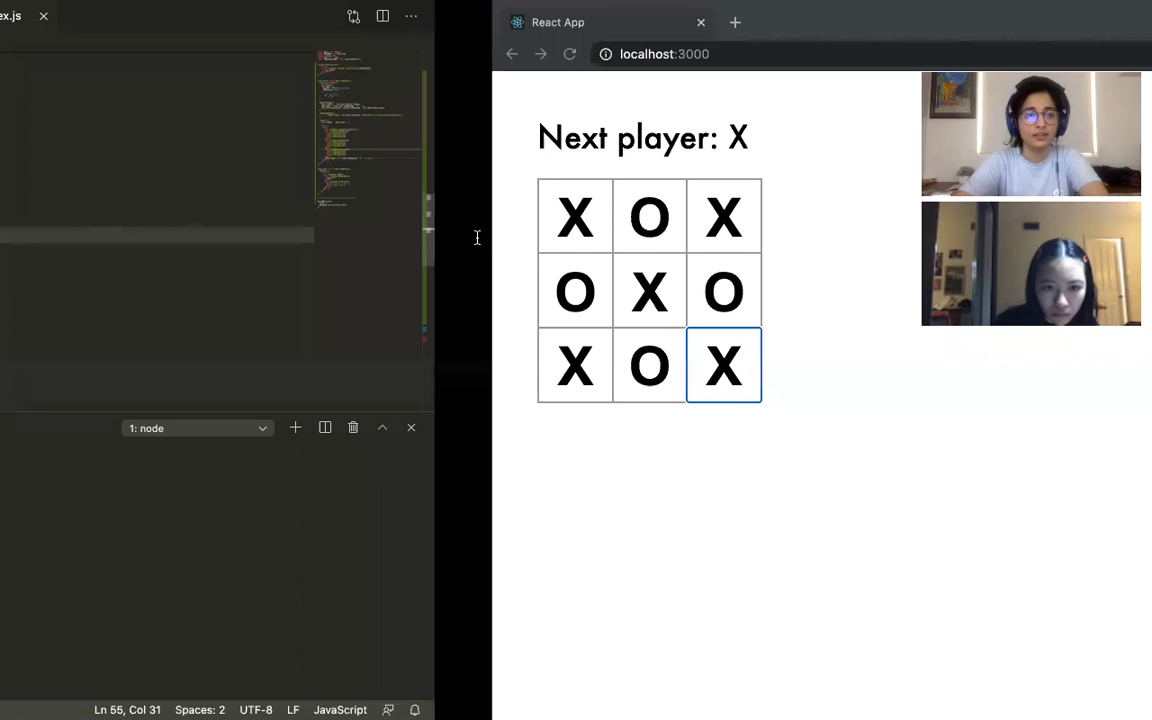 ex.js
React App
localhost:3000
Next player: X
X O X
O X O
X O X
1: node
Ln 55, Col 31 Spaces: 2 UTF-8 LF JavaScript